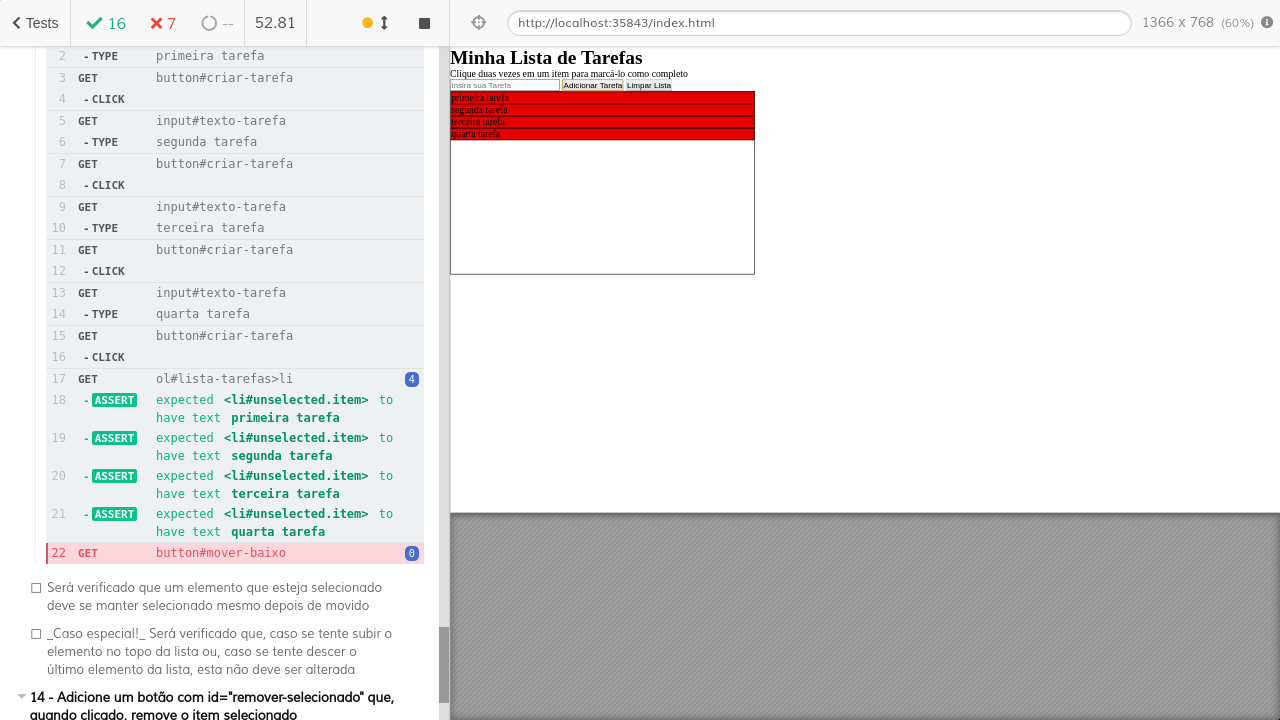 Tests 16 7 -- 52.81 http://localhost:35843/index.html 1366 x 768 (60%)
2 - TYPE primeira tarefa
3 GET button#criar-tarefa
4 - CLICK
5 GET input#texto-tarefa
6 - TYPE segunda tarefa
7 GET button#criar-tarefa
8 - CLICK
9 GET input#texto-tarefa
10 - TYPE terceira tarefa
11 GET button#criar-tarefa
12 - CLICK
13 GET input#texto-tarefa
14 - TYPE quarta tarefa
15 GET button#criar-tarefa
16 - CLICK
17 GET ol#lista-tarefas>li 4
18 - ASSERT expected <li#unselected.item> to
have text primeira tarefa
19 - ASSERT expected <li#unselected.item> to
have text segunda tarefa
20 - ASSERT expected <li#unselected.item> to
have text terceira tarefa
21 - ASSERT expected <li#unselected.item> to
have text quarta tarefa
22 GET button#mover-baixo 0
Será verificado que um elemento que esteja selecionado
deve se manter selecionado mesmo depois de movido
_Caso especial!_ Será verificado que, caso se tente subir o
elemento no topo da lista ou, caso se tente descer o
último elemento da lista, esta não deve ser alterada
14 - Adicione um botão com id="remover-selecionado" que,
quando clicado, remove o item selecionado
Minha Lista de Tarefas
Clique duas vezes em um item para marcá-lo como completo
Insira sua Tarefa Adicionar Tarefa Limpar Lista
primeira tarefa
segunda tarefa
terceira tarefa
quarta tarefa